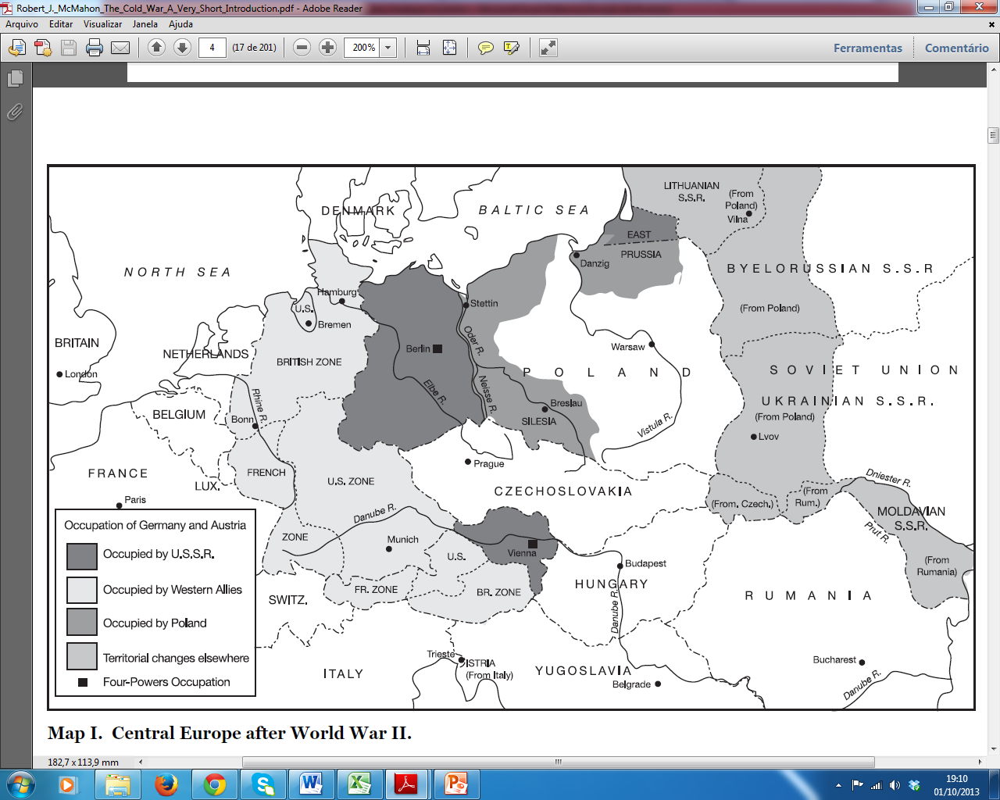 Robert_J._McMahon_The_Cold_War_A_Very_Short_Introduction.pdf - Adobe Reader
Arquivo Editar Visualizar Janela Ajuda
4 (17 de 201) 200% Ferramentas Comentário
DENMARK
BALTIC SEA
LITHUANIAN
S.S.R.
(From
Poland)
Vilna
EAST
PRUSSIA
Danzig
NORTH SEA
BYELORUSSIAN S.S.R
Hamburg
U.S.
Bremen
Stettin
(From Poland)
BRITAIN
London
NETHERLANDS
BRITISH ZONE
Berlin
Oder R.
Warsaw
POLAND
SOVIET UNION
Elbe R.
Neisse R.
Rhine R.
BELGIUM
Bonn
Breslau
SILESIA
Vistula R.
UKRAINIAN S.S.R.
(From Poland)
Lvov
FRANCE
Paris
LUX.
FRENCH
U.S. ZONE
Prague
CZECHOSLOVAKIA
Dniester R.
(From. Czech.)
(From
Rum.)
MOLDAVIAN
S.S.R.
Prut R.
(From
Rumania)
Danube R.
ZONE
Munich
U.S.
Vienna
Budapest
HUNGARY
SWITZ.
FR. ZONE
BR. ZONE
Danube R.
RUMANIA
ITALY
Trieste
ISTRIA
(From Italy)
YUGOSLAVIA
Belgrade
Bucharest
Danube R.
Occupation of Germany and Austria
Occupied by U.S.S.R.
Occupied by Western Allies
Occupied by Poland
Territorial changes elsewhere
Four-Powers Occupation
Map I. Central Europe after World War II.
182,7 x 113,9 mm
19:10
01/10/2013